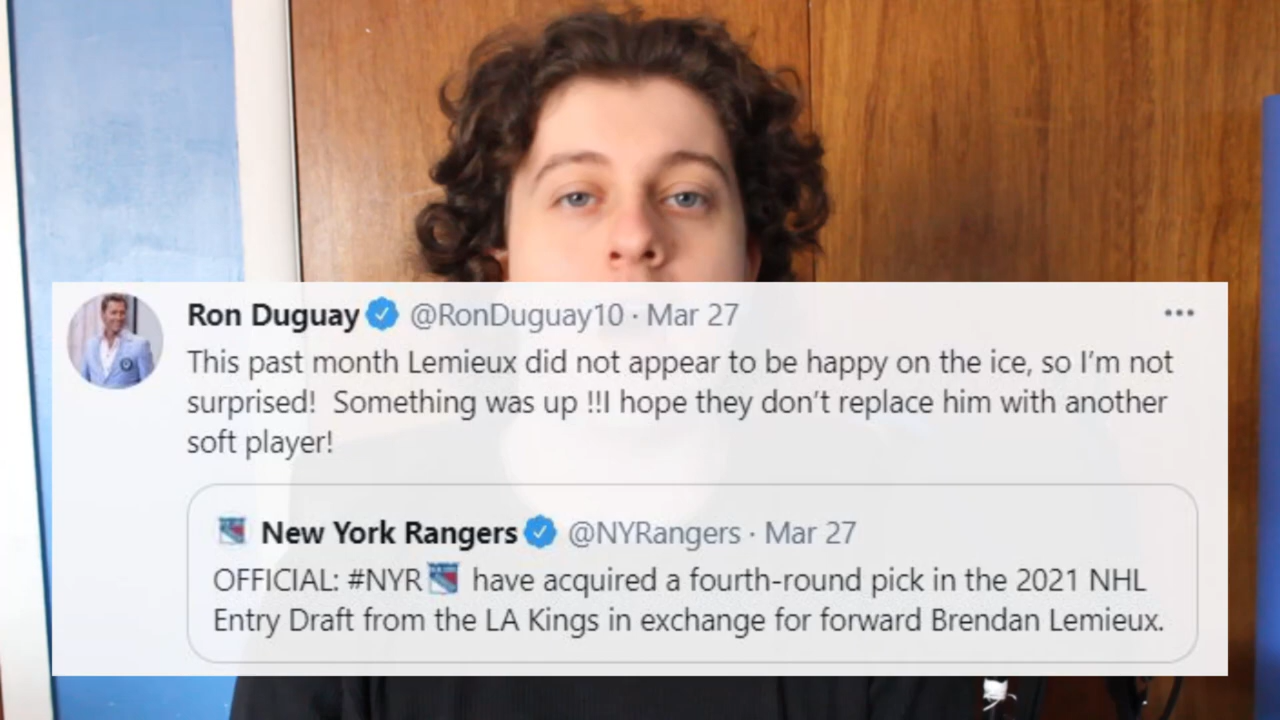 Ron Duguay @RonDuguay10 · Mar 27
This past month Lemieux did not appear to be happy on the ice, so I’m not
surprised!  Something was up !!I hope they don’t replace him with another
soft player!
New York Rangers @NYRangers · Mar 27
OFFICIAL: #NYR have acquired a fourth-round pick in the 2021 NHL
Entry Draft from the LA Kings in exchange for forward Brendan Lemieux.